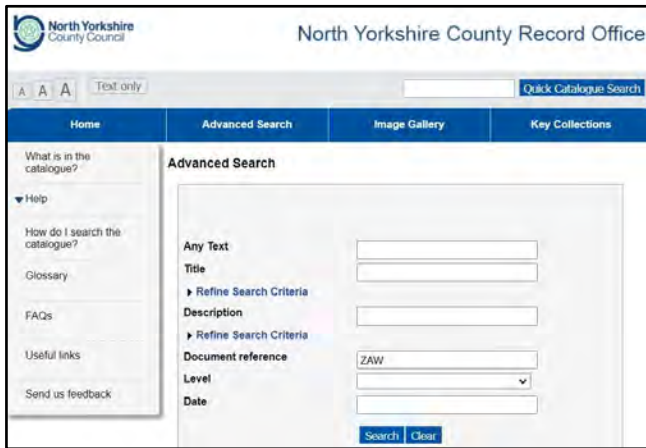 North Yorkshire
County Council
North Yorkshire County Record Office
A A A Text only
Quick Catalogue Search
Home Advanced Search Image Gallery Key Collections
What is in the
catalogue?
Help
How do I search the
catalogue?
Glossary
FAQs
Useful links
Send us feedback
Advanced Search
Any Text
Title
Refine Search Criteria
Description
Refine Search Criteria
Document reference ZAW
Level
Date
Search Clear